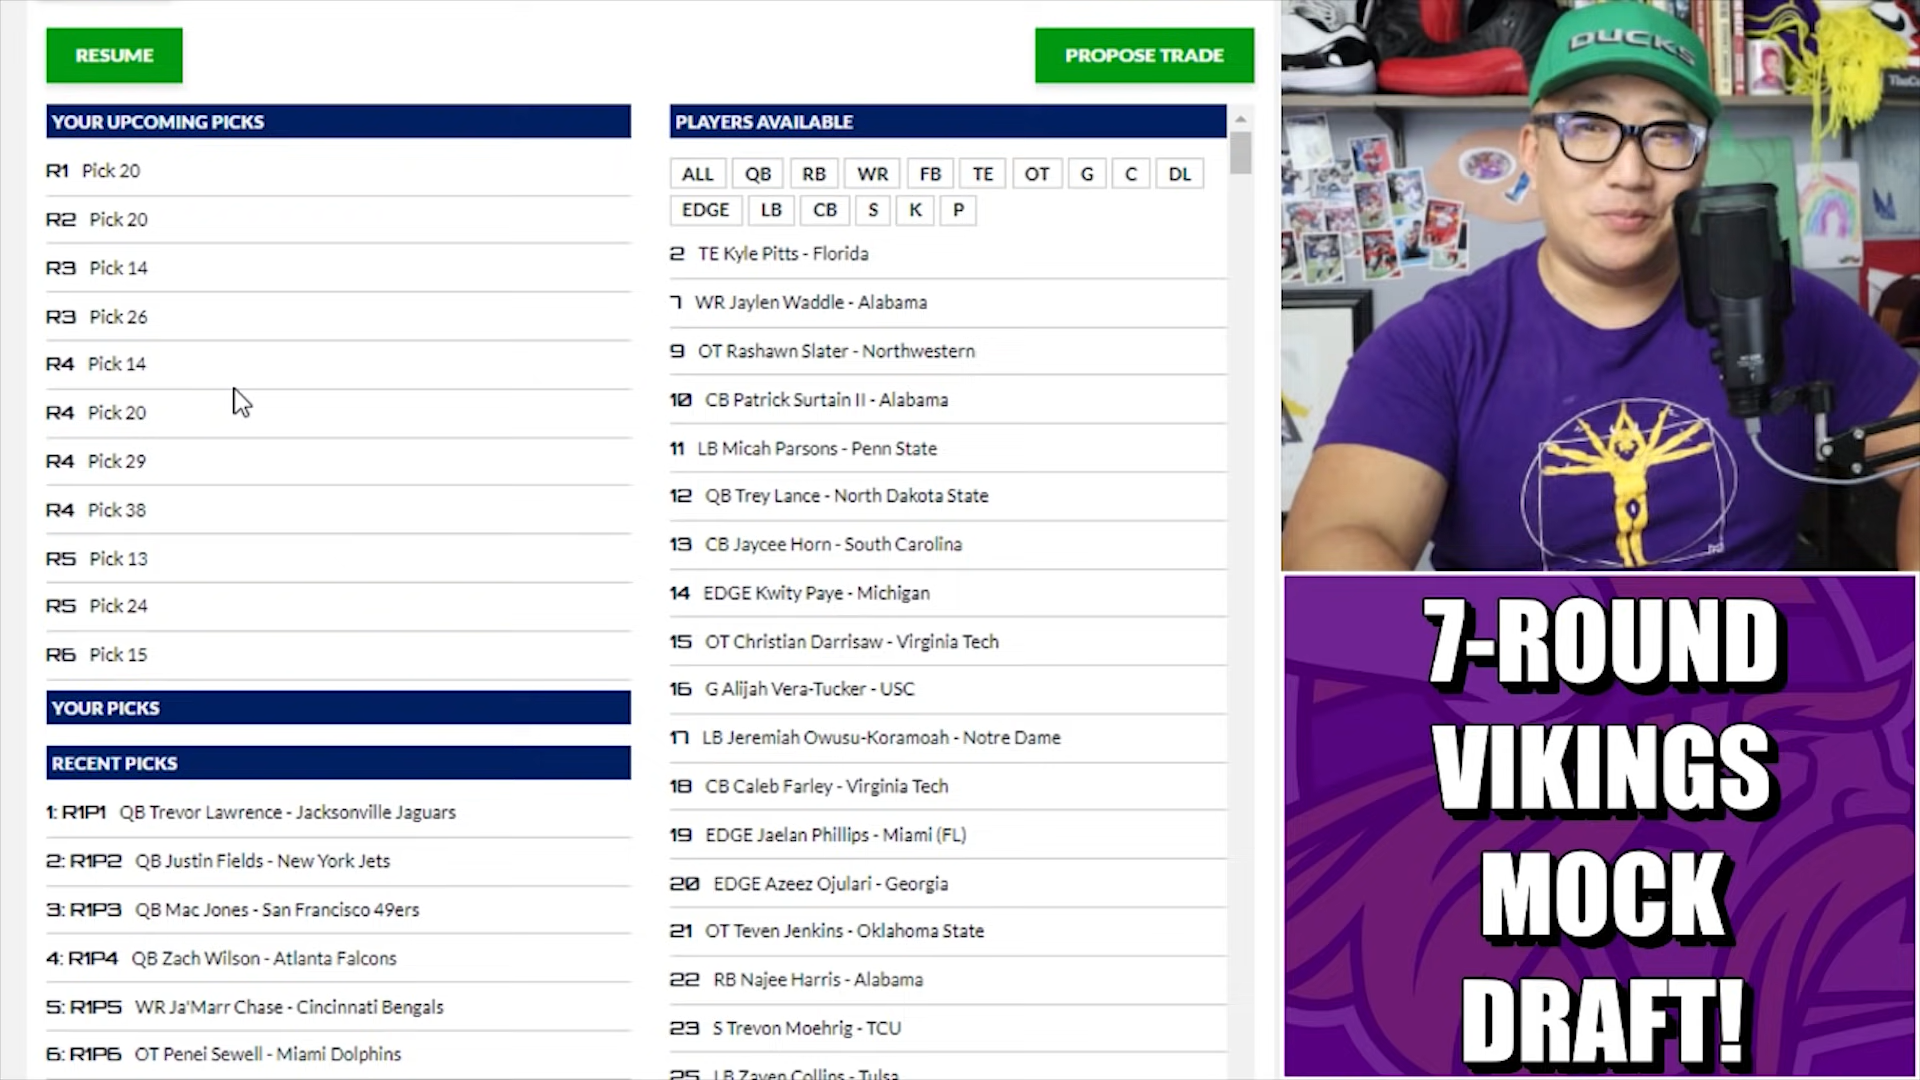 RESUME
PROPOSE TRADE
YOUR UPCOMING PICKS
R1 Pick 20
R2 Pick 20
R3 Pick 14
R3 Pick 26
R4 Pick 14
R4 Pick 20
R4 Pick 29
R4 Pick 38
R5 Pick 13
R5 Pick 24
R6 Pick 15
YOUR PICKS
RECENT PICKS
1: R1P1 QB Trevor Lawrence - Jacksonville Jaguars
2: R1P2 QB Justin Fields - New York Jets
3: R1P3 QB Mac Jones - San Francisco 49ers
4: R1P4 QB Zach Wilson - Atlanta Falcons
5: R1P5 WR Ja'Marr Chase - Cincinnati Bengals
6: R1P6 OT Penei Sewell - Miami Dolphins
PLAYERS AVAILABLE
ALL QB RB WR FB TE OT G C DL
EDGE LB CB S K P
2 TE Kyle Pitts - Florida
7 WR Jaylen Waddle - Alabama
9 OT Rashawn Slater - Northwestern
10 CB Patrick Surtain II - Alabama
11 LB Micah Parsons - Penn State
12 QB Trey Lance - North Dakota State
13 CB Jaycee Horn - South Carolina
14 EDGE Kwity Paye - Michigan
15 OT Christian Darrisaw - Virginia Tech
16 G Alijah Vera-Tucker - USC
17 LB Jeremiah Owusu-Koramoah - Notre Dame
18 CB Caleb Farley - Virginia Tech
19 EDGE Jaelan Phillips - Miami (FL)
20 EDGE Azeez Ojulari - Georgia
21 OT Teven Jenkins - Oklahoma State
22 RB Najee Harris - Alabama
23 S Trevon Moehrig - TCU
25 LB Zaven Collins - Tulsa
DUCKS
7-ROUND
VIKINGS
MOCK
DRAFT!